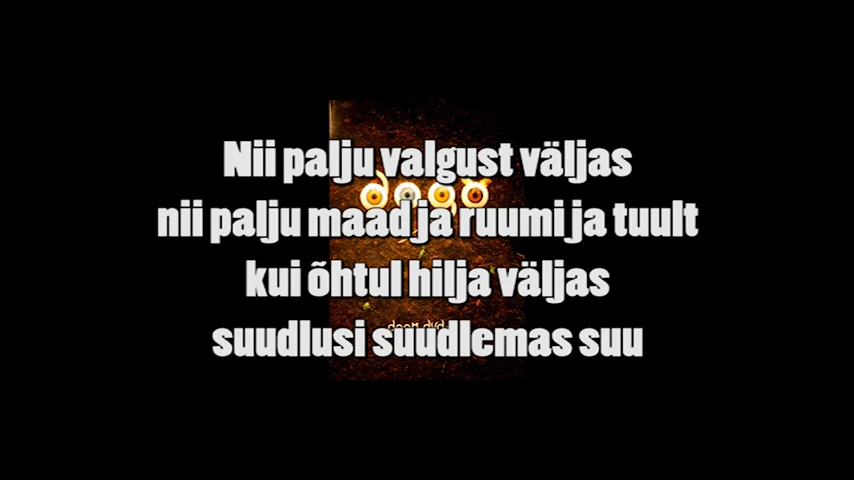 Nii palju valgust väljas
nii palju maad ja ruumi ja tuult
kui õhtul hilja väljas
suudlusi suudlemas suu